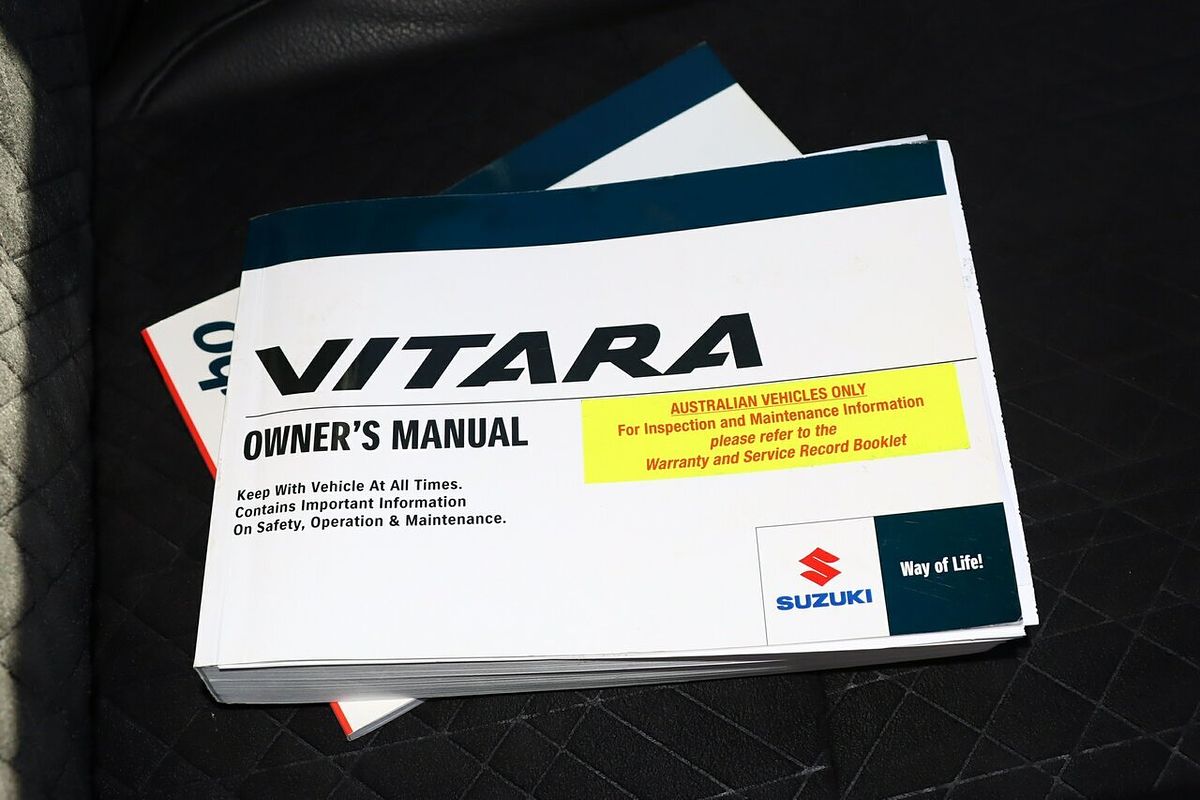 VITARA
OWNER'S MANUAL
Keep With Vehicle At All Times.
Contains Important Information
On Safety, Operation & Maintenance.
AUSTRALIAN VEHICLES ONLY
For Inspection and Maintenance Information
please refer to the
Warranty and Service Record Booklet
SUZUKI
Way of Life!